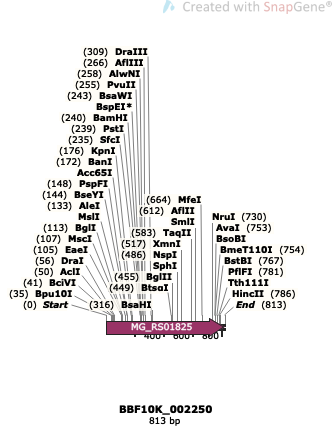 Created with SnapGene®
(309) DraIII
(266) AflIII
(258) AlwNI
(255) PvuII
(243) BsaWI
BspEI*
(240) BamHI
(239) PstI
(235) SfcI
(176) KpnI
(172) BanI
Acc65I
(148) PspFI
(144) BseYI
(133) AleI
MslI
(113) BglI
(107) MscI
(105) EaeI
(56) DraI
(50) AclI
(41) BciVI
(35) Bpu10I
(0) Start
(316) BsaHI
(664) MfeI
(612) AflII
SmlI
(583) TaqII
(517) XmnI
(486) NspI
SphI
(455) BglII
(449) BtsαI
NruI (730)
AvaI (753)
BsoBI
BmeT110I (754)
BstBI (767)
PflFI (781)
Tth111I
HincII (786)
End (813)
MG_RS01825
400
600
800
BBF10K_002250
813 bp